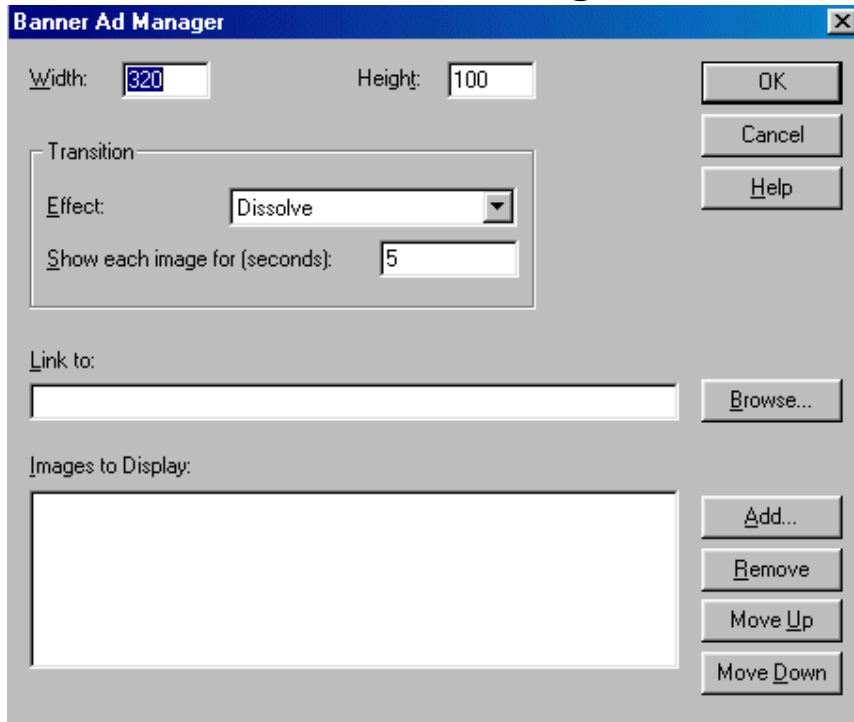 Banner Ad Manager
Width: 320 Height: 100 OK
Cancel
Transition
Help
Effect: Dissolve
Show each image for (seconds): 5
Link to:
Browse...
Images to Display:
Add...
Remove
Move Up
Move Down